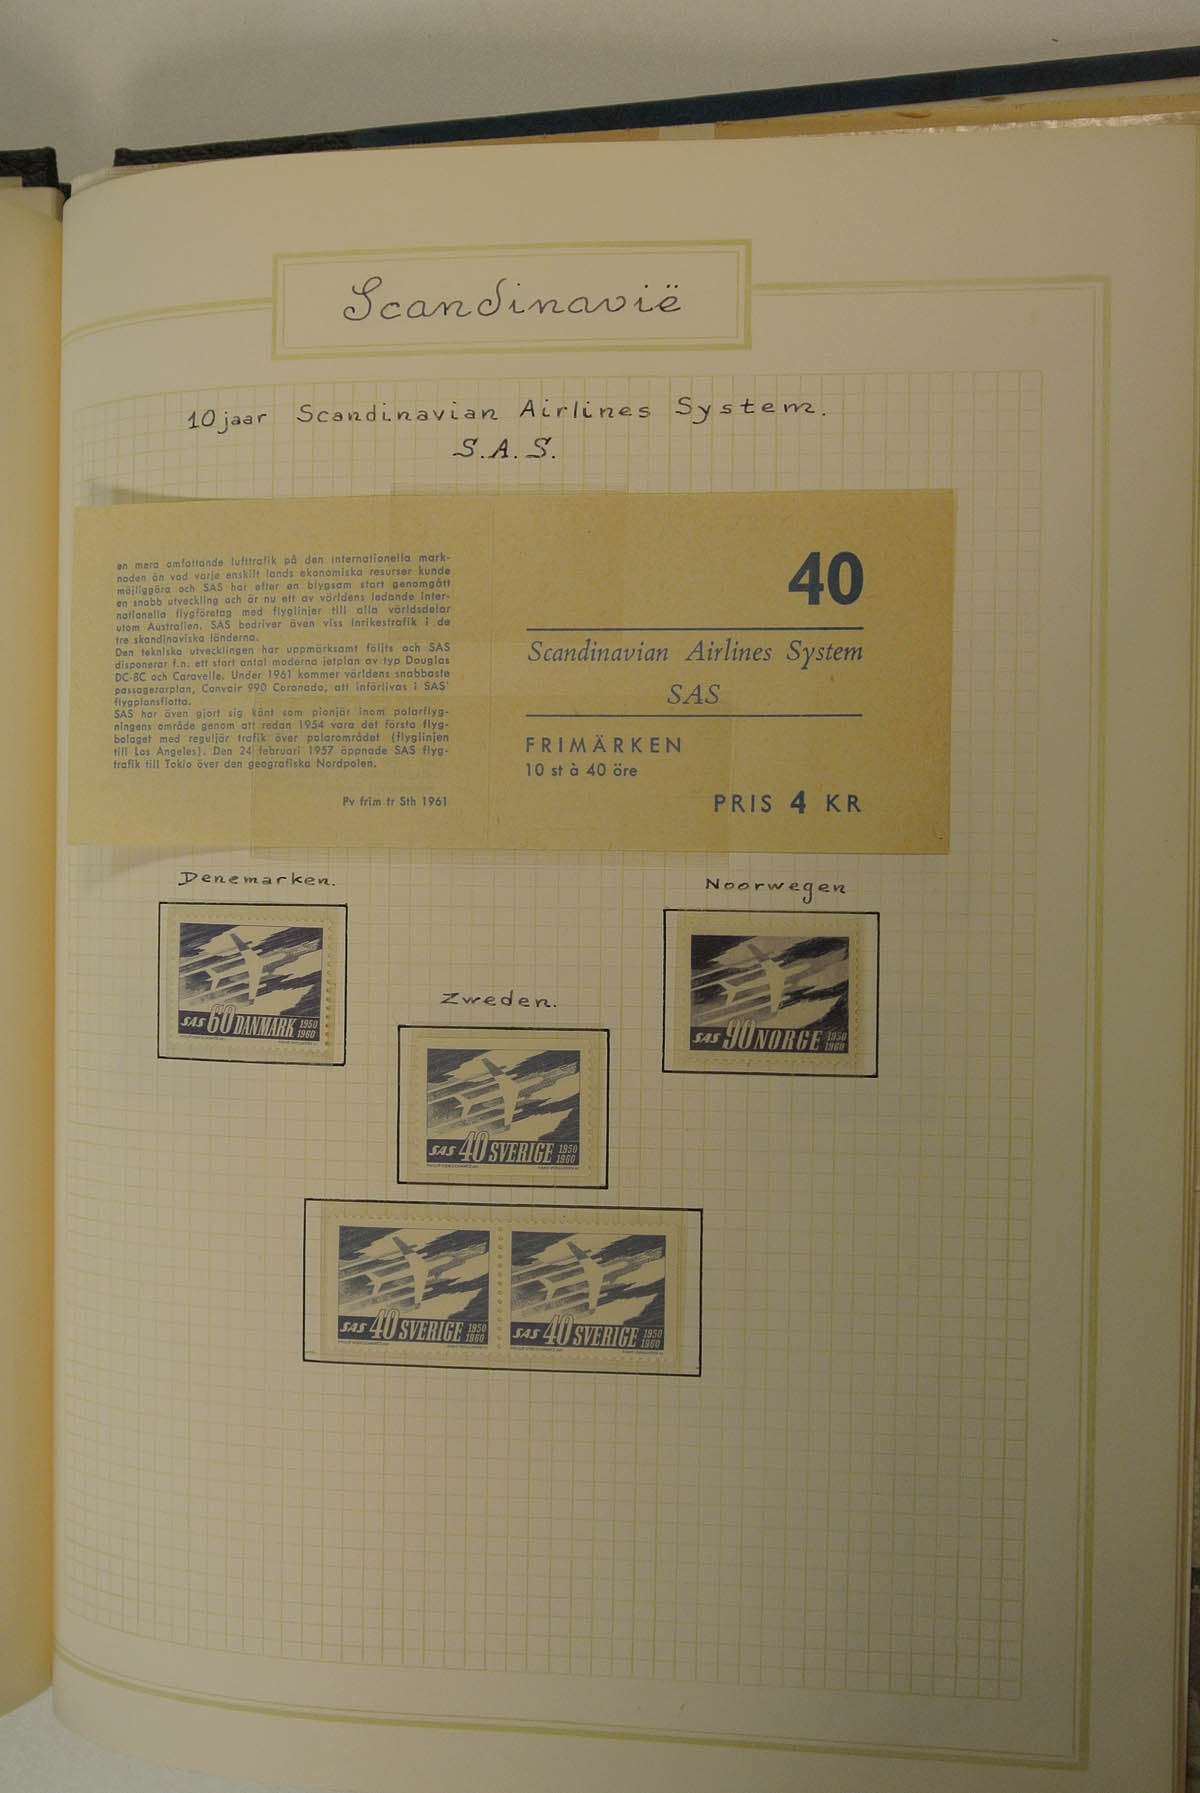 Scandinavië
10 jaar Scandinavian Airlines System.
S.A.S.
en mera omfattande lufttrafik på den internationella mark-
naden än vad varje enskilt lands ekonomiska resurser kunde
möjliggöra och SAS har efter en blygsam start genomgått
en snabb utveckling och är nu ett av världens ledande inter-
nationella flygföretag med flyglinjer till alla världsdelar
utom Australien. SAS bedriver även viss inrikestrafik i de
tre skandinaviska länderna.
Den tekniska utvecklingen har uppmärksamt följts och SAS
disponerar f.n. ett stort antal moderna jetplan av typ Douglas
DC-8C och Caravelle. Under 1961 kommer världens snabbaste
passagerarplan, Convair 990 Coronado, att införlivas i SAS'
flygplansflotta.
SAS har även gjort sig känt som pionjär inom polarflyg-
ningens område genom att redan 1954 vara det första flyg-
bolaget med reguljär trafik över polarområdet (flyglinjen
till Los Angeles). Den 24 februari 1957 öppnade SAS flyg-
trafik till Tokio över den geografiska Nordpolen.
Pv frim tr Sth 1961
40
Scandinavian Airlines System
SAS
FRIMÄRKEN
10 st à 40 öre
PRIS 4 KR
Denemarken.
Noorwegen
SAS 60 DANMARK 1950 1960
SAS 90 NORGE 1950 1960
Zweden.
SAS 40 SVERIGE 1950 1960
SAS 40 SVERIGE 1950 1960
SAS 40 SVERIGE 1950 1960